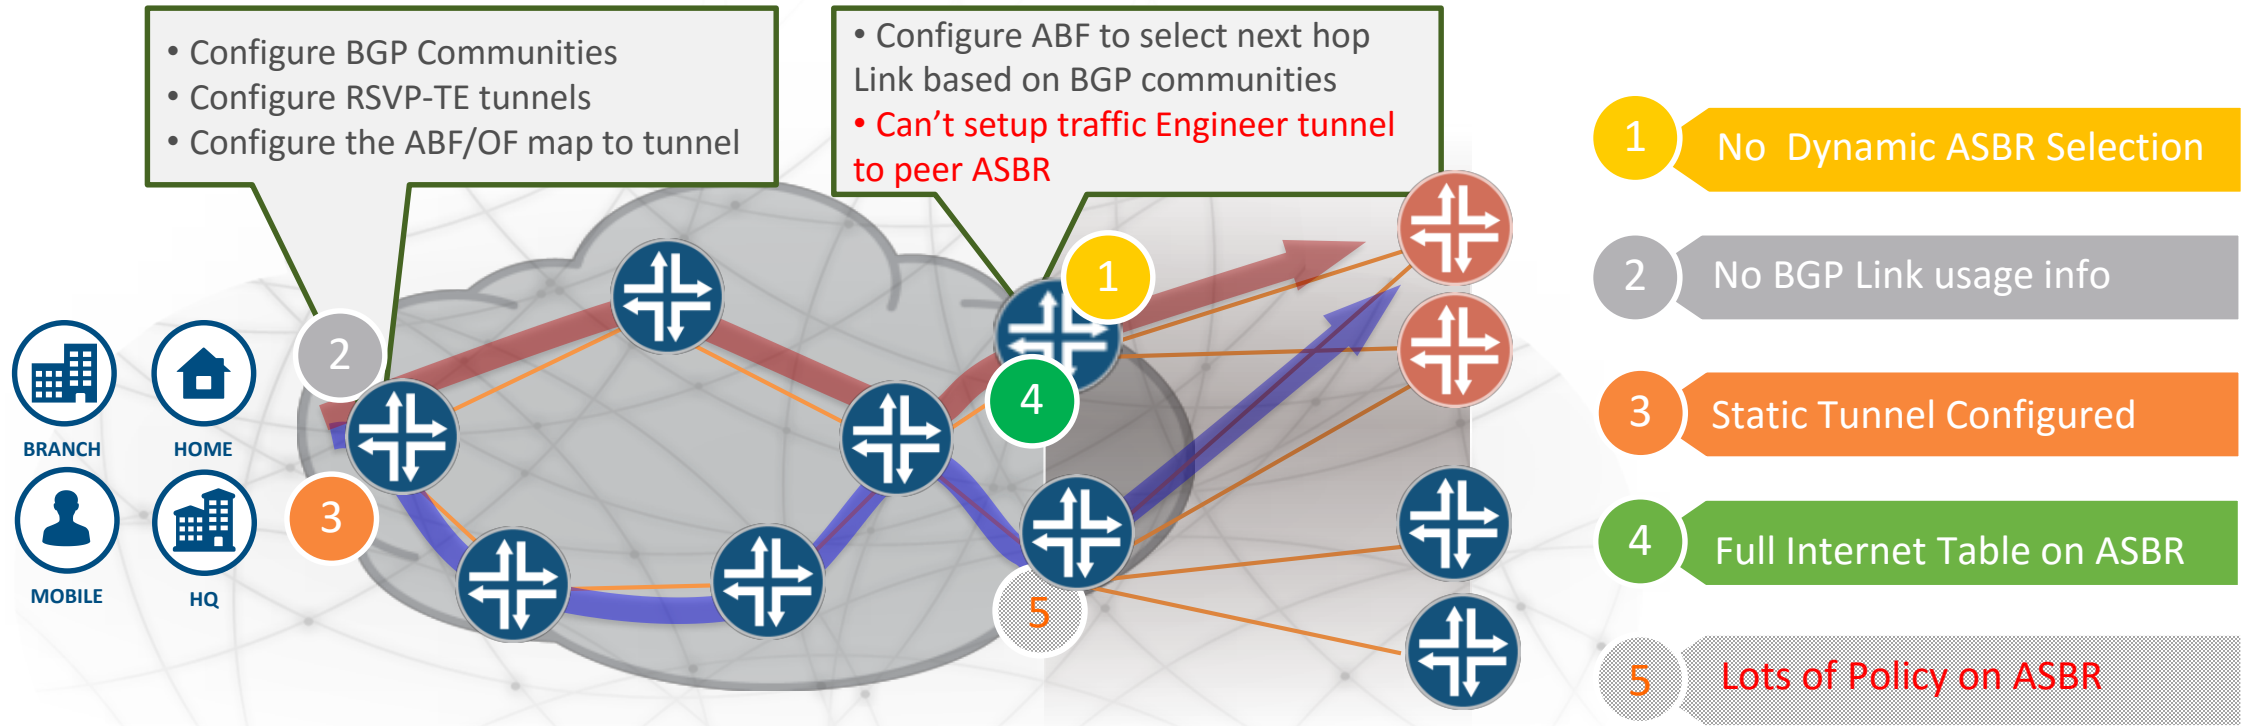 • Configure BGP Communities
• Configure RSVP-TE tunnels
• Configure the ABF/OF map to tunnel
• Configure ABF to select next hop
Link based on BGP communities
• Can't setup traffic Engineer tunnel
to peer ASBR
1
2
3
4
5
BRANCH
HOME
MOBILE
HQ
1
No Dynamic ASBR Selection
2
No BGP Link usage info
3
Static Tunnel Configured
4
Full Internet Table on ASBR
5
Lots of Policy on ASBR